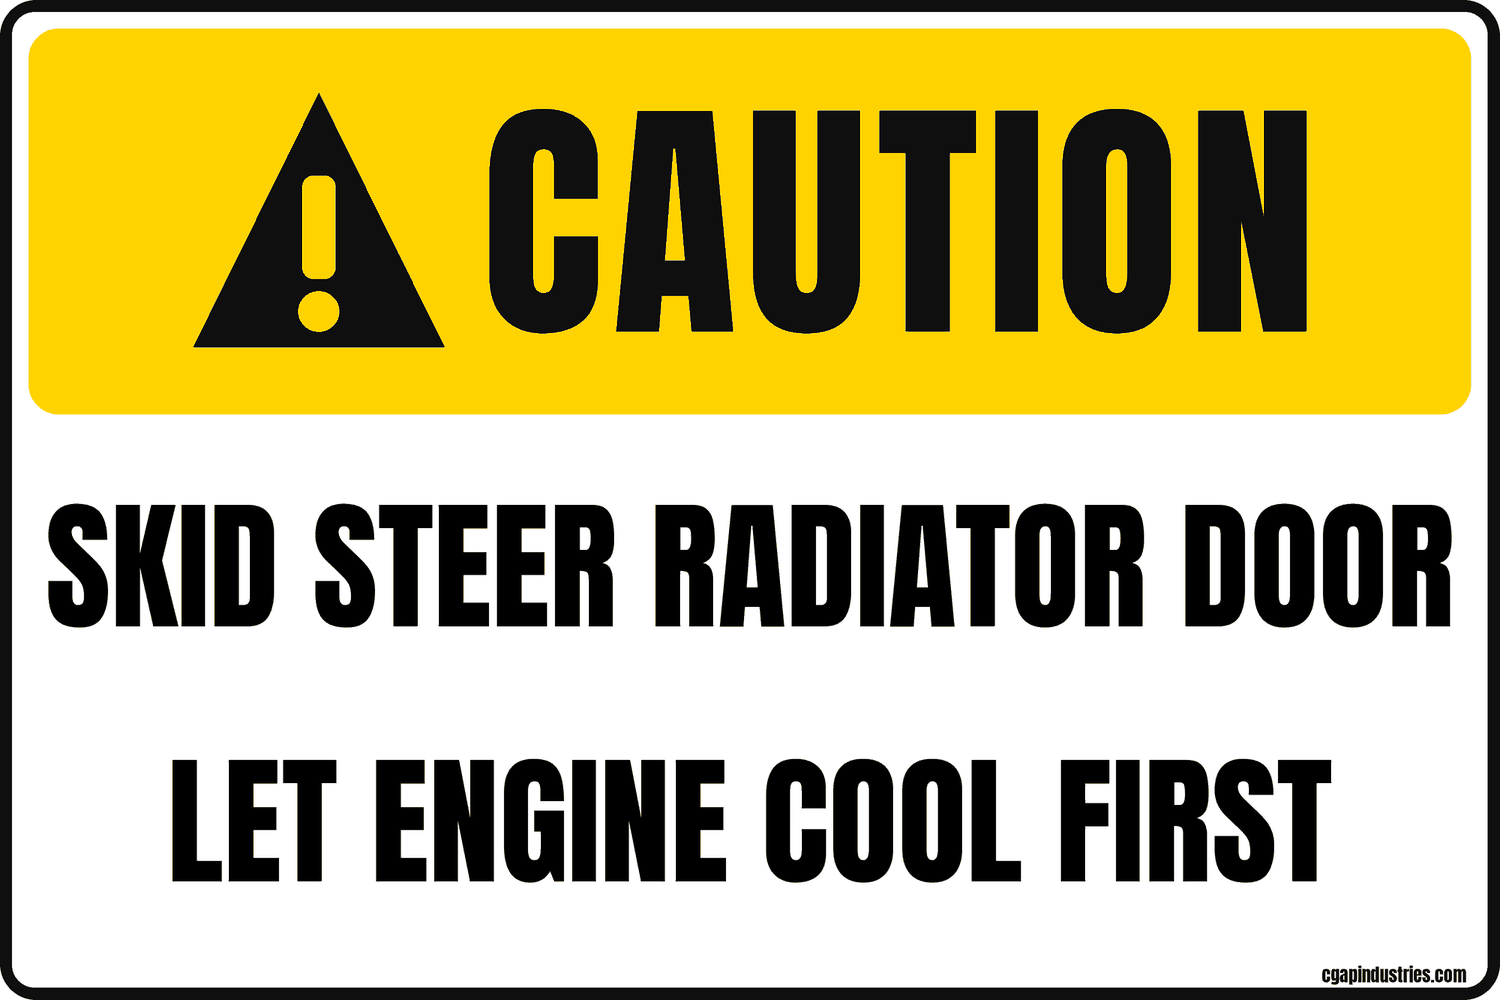 CAUTION
SKID STEER RADIATOR DOOR
LET ENGINE COOL FIRST
cgapindustries.com